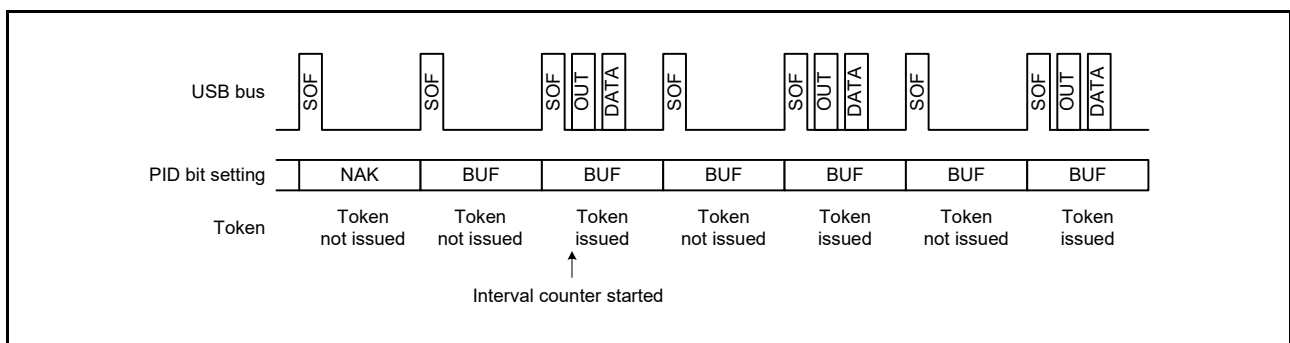 USB bus
SOF
SOF
SOF
OUT
DATA
SOF
SOF
OUT
DATA
SOF
SOF
OUT
DATA
PID bit setting
NAK
BUF
BUF
BUF
BUF
BUF
BUF
Token
Token
not issued
Token
not issued
Token
issued
Token
not issued
Token
issued
Token
not issued
Token
issued
Interval counter started